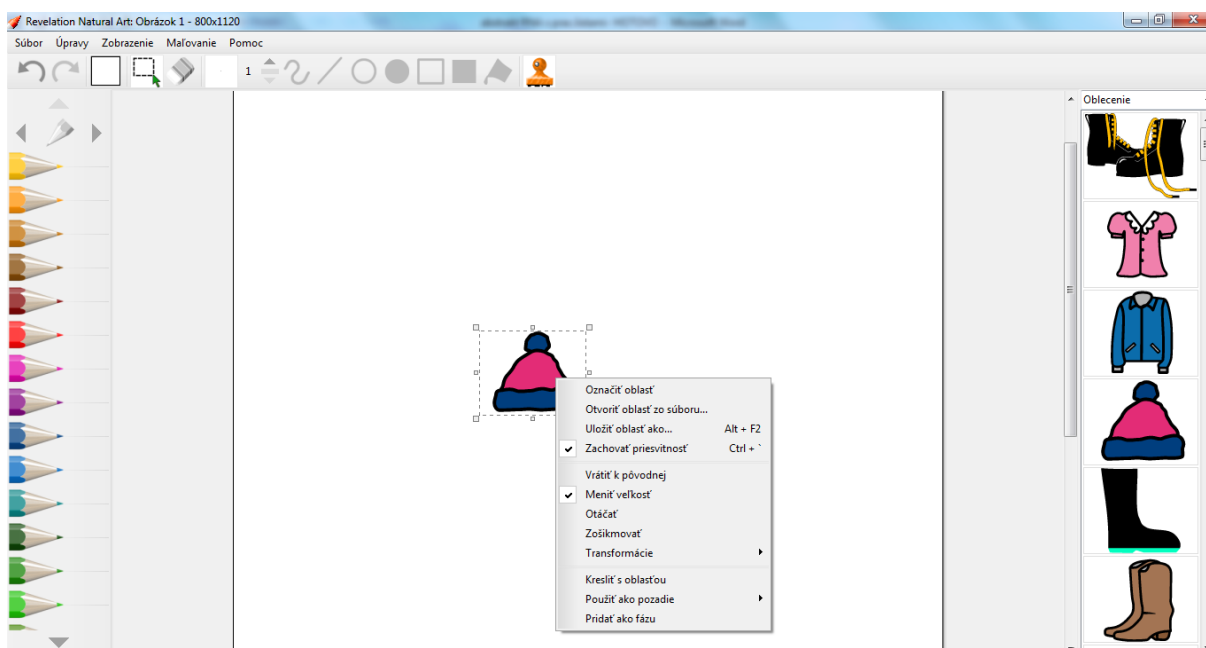 Revelation Natural Art: Obrázok 1 - 800x1120
Súbor Úpravy Zobrazenie Maľovanie Pomoc
1
Oblecenie
Označiť oblasť
Otvoriť oblasť zo súboru...
Uložiť oblasť ako... Alt + F2
Zachovať priesvitnosť Ctrl + `
Vrátiť k pôvodnej
Meniť veľkosť
Otáčať
Zošikmovať
Transformácie
Kresliť s oblasťou
Použiť ako pozadie
Pridať ako fázu